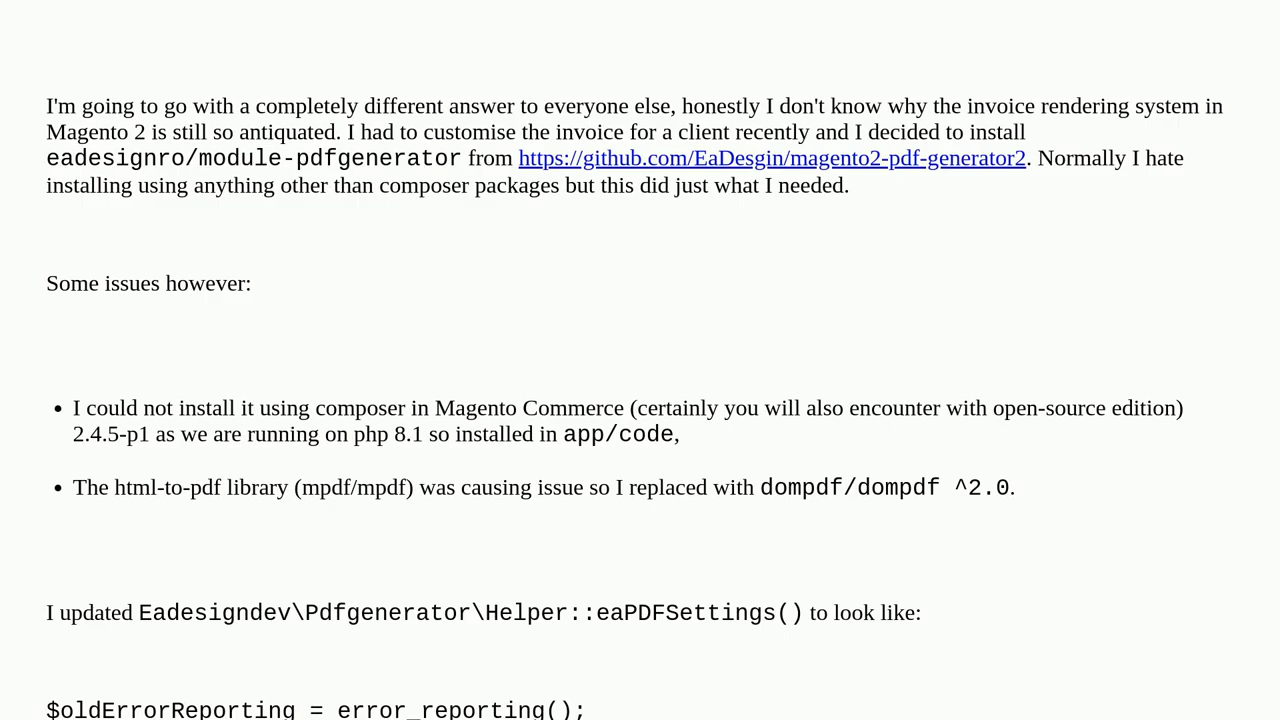 I'm going to go with a completely different answer to everyone else, honestly I don't know why the invoice rendering system in
Magento 2 is still so antiquated. I had to customise the invoice for a client recently and I decided to install
eadesignro/module-pdfgenerator from https://github.com/EaDesgin/magento2-pdf-generator2. Normally I hate
installing using anything other than composer packages but this did just what I needed.
Some issues however:
• I could not install it using composer in Magento Commerce (certainly you will also encounter with open-source edition)
2.4.5-p1 as we are running on php 8.1 so installed in app/code,
• The html-to-pdf library (mpdf/mpdf) was causing issue so I replaced with dompdf/dompdf ^2.0.
I updated Eadesigndev\Pdfgenerator\Helper::eaPDFSettings() to look like:
$oldErrorReporting = error_reporting();